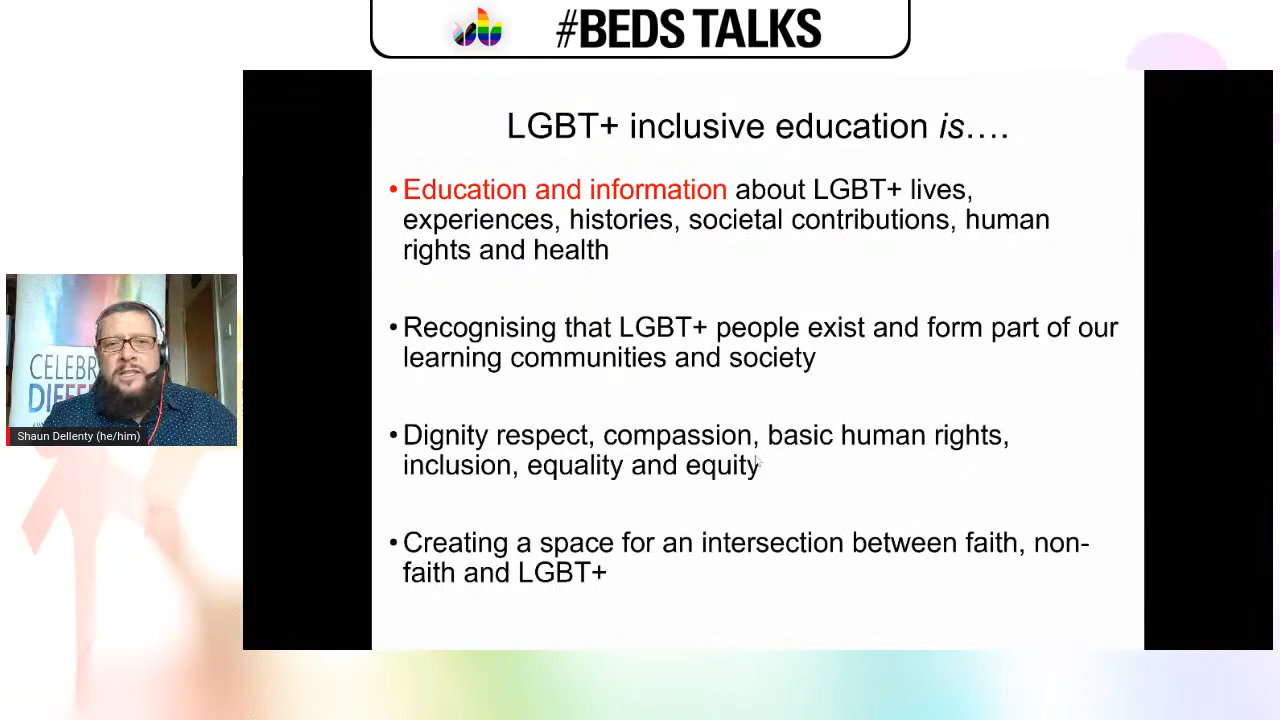 #BEDS TALKS
LGBT+ inclusive education is....
•Education and information about LGBT+ lives,
experiences, histories, societal contributions, human
rights and health
•Recognising that LGBT+ people exist and form part of our
learning communities and society
•Dignity respect, compassion, basic human rights,
inclusion, equality and equity
•Creating a space for an intersection between faith, non-
faith and LGBT+
CELEBR
DIFFE
Shaun Dellenty (he/him)